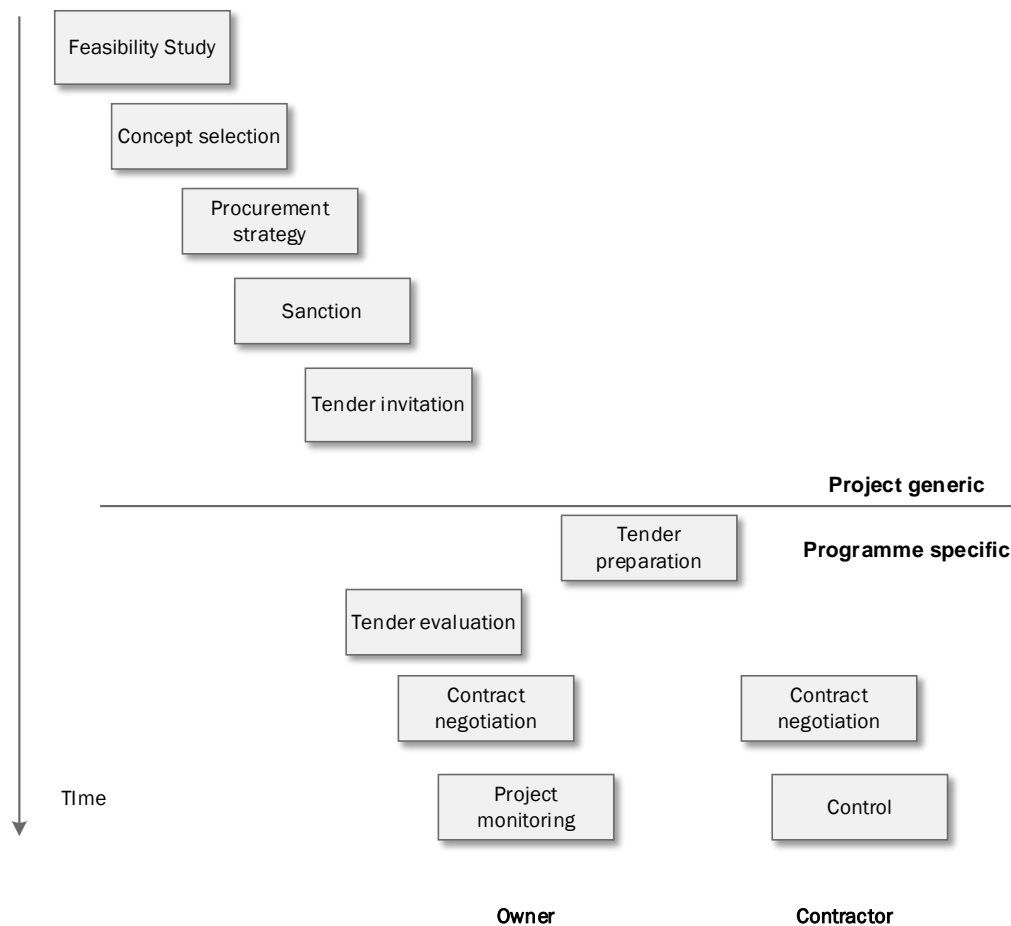 Feasibility Study
Concept selection
Procurement
strategy
Sanction
Tender invitation
Project generic
Tender
preparation
Programme specific
Tender evaluation
Contract
negotiation
Contract
negotiation
TIme
Project
monitoring
Control
Owner
Contractor